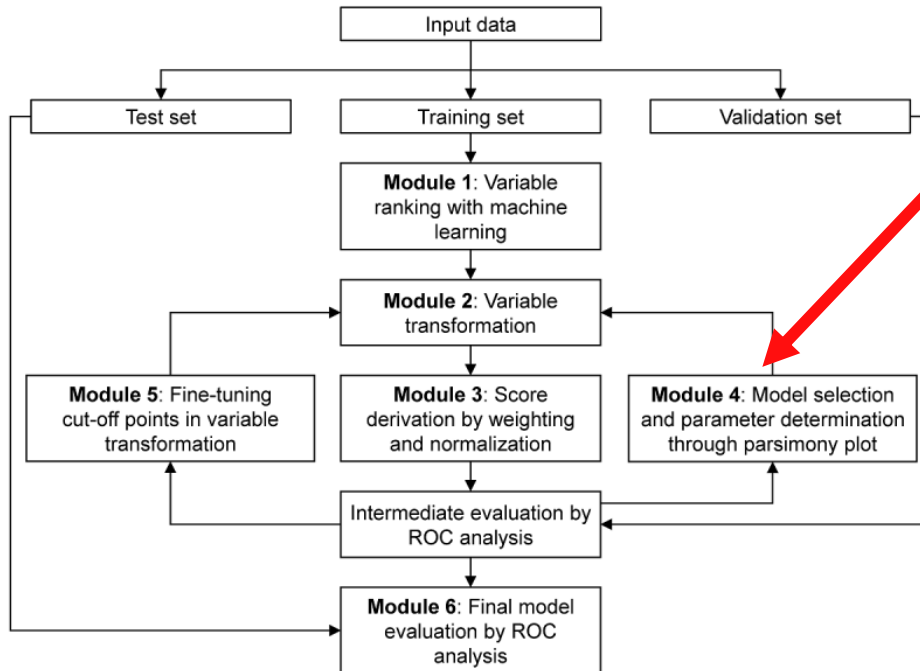 Input data
Test set
Training set
Validation set
Module 1: Variable
ranking with machine
learning
Module 2: Variable
transformation
Module 5: Fine-tuning
cut-off points in variable
transformation
Module 3: Score
derivation by weighting
and normalization
Module 4: Model selection
and parameter determination
through parsimony plot
Intermediate evaluation by
ROC analysis
Module 6: Final model
evaluation by ROC
analysis